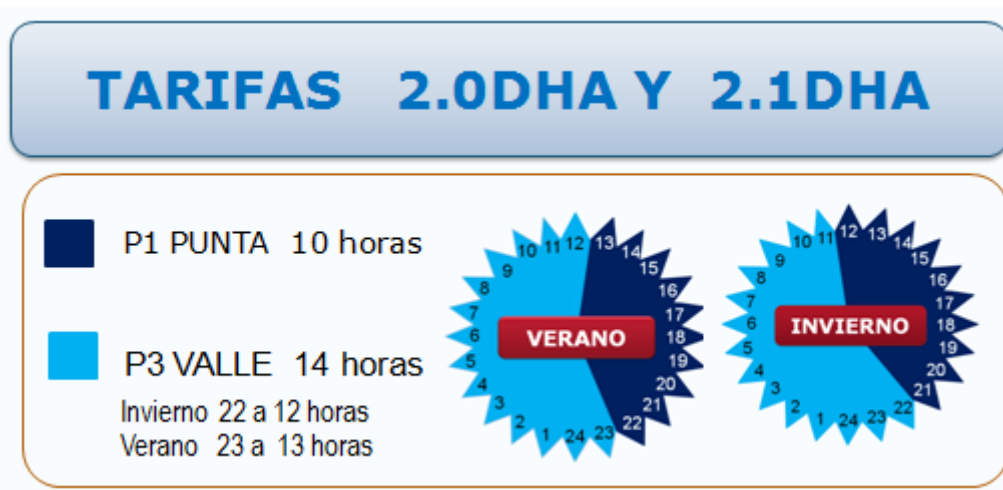 TARIFAS 2.0DHA Y 2.1DHA
P1 PUNTA 10 horas
P3 VALLE 14 horas
Invierno 22 a 12 horas
Verano 23 a 13 horas
VERANO
1 2 3 4 5 6 7 8 9 10 11 12 13 14 15 16 17 18 19 20 21 22 23 24
INVIERNO
1 2 3 4 5 6 7 8 9 10 11 12 13 14 15 16 17 18 19 20 21 22 23 24